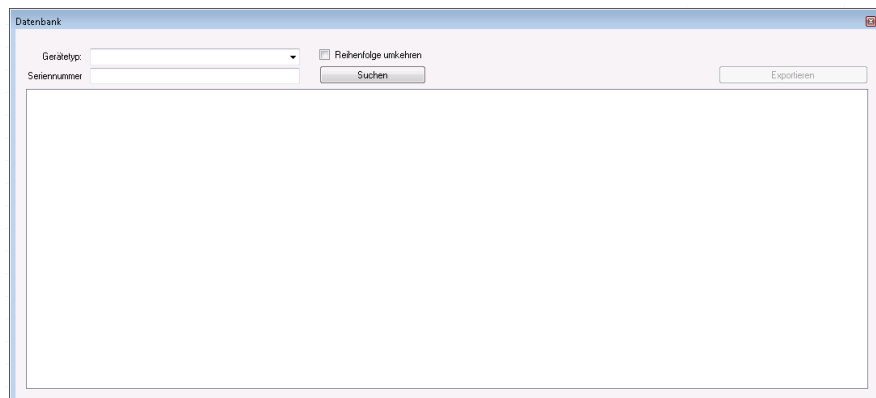 Datenbank
Gerätetyp:
Reihenfolge umkehren
Seriennummer
Suchen
Exportieren